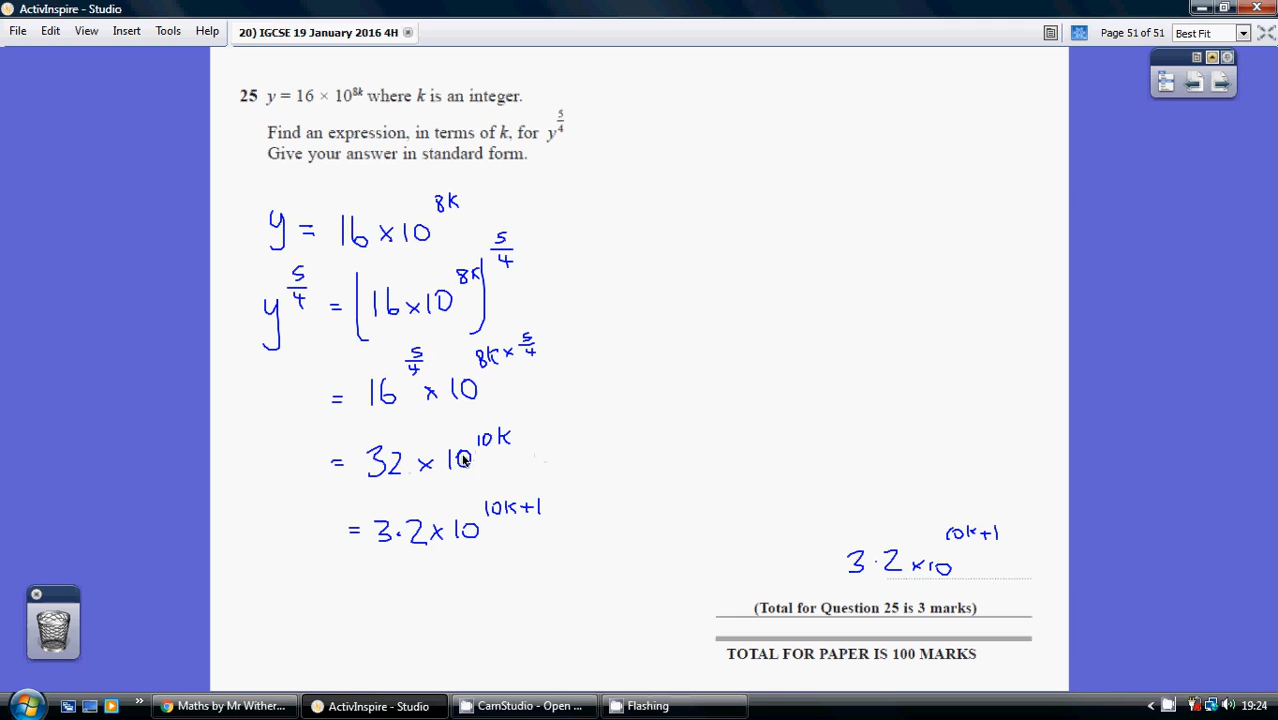 ActivInspire - Studio
File Edit View Insert Tools Help 20) IGCSE 19 January 2016 4H Page 51 of 51 Best Fit
25 y = 16 × 10^8k where k is an integer.
Find an expression, in terms of k, for y^5/4
Give your answer in standard form.
y = 16 × 10^8k
y^5/4 = [16 × 10^8k]^5/4
= 16^5/4 × 10^8k × 5/4
= 32 × 10^10k
= 3.2 × 10^10k+1
3.2 × 10^10k+1
(Total for Question 25 is 3 marks)
TOTAL FOR PAPER IS 100 MARKS
» Maths by Mr Wither... ActivInspire - Studio CamStudio - Open ... Flashing 19:24